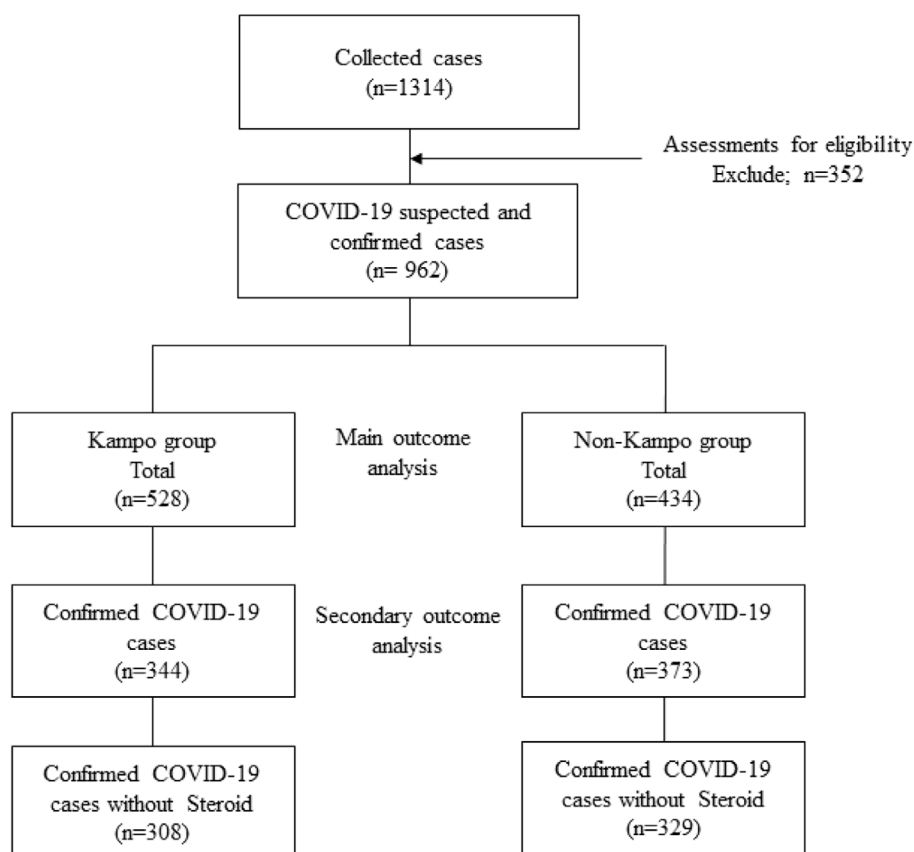 Collected cases
(n=1314)
Assessments for eligibility
Exclude; n=352
COVID-19 suspected and
confirmed cases
(n= 962)
Kampo group
Total
(n=528)
Main outcome
analysis
Non-Kampo group
Total
(n=434)
Confirmed COVID-19
cases
(n=344)
Secondary outcome
analysis
Confirmed COVID-19
cases
(n=373)
Confirmed COVID-19
cases without Steroid
(n=308)
Confirmed COVID-19
cases without Steroid
(n=329)